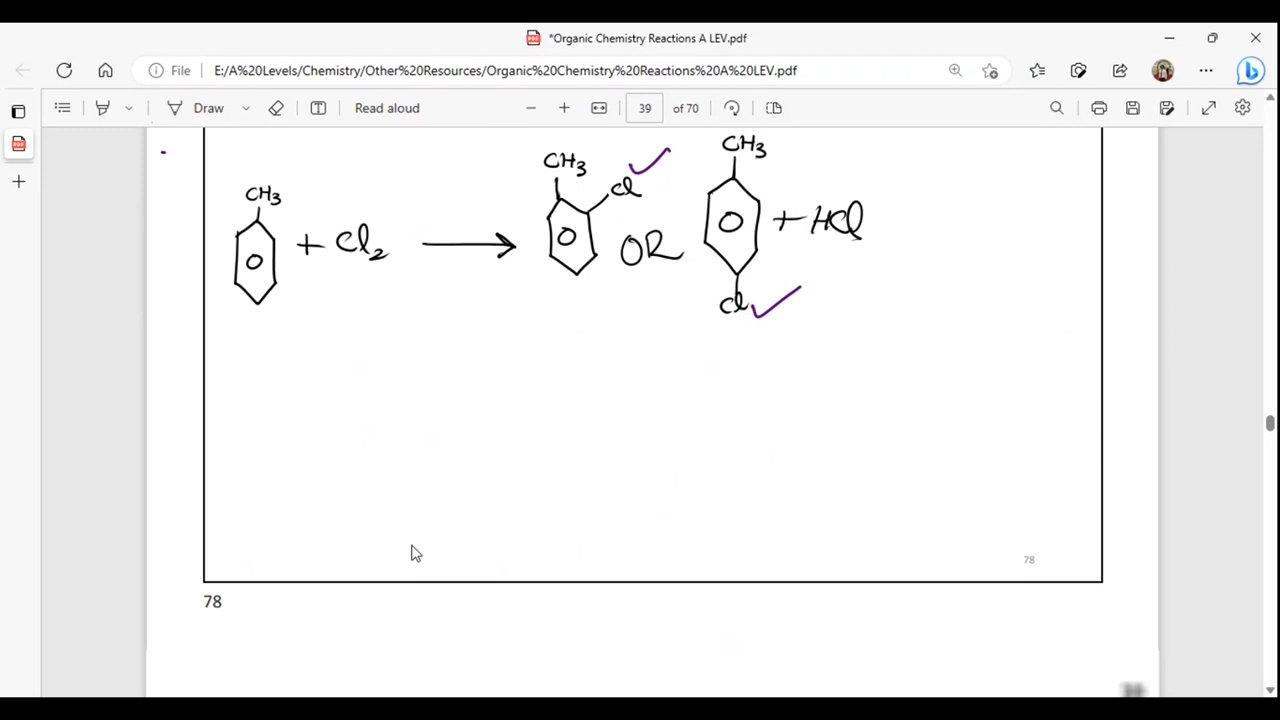 *Organic Chemistry Reactions A LEV.pdf
File E:/A%20Levels/Chemistry/Other%20Resources/Organic%20Chemistry%20Reactions%20A%20LEV.pdf
Draw Read aloud 39 of 70
CH3 CH3 CH3
Cl
+ Cl2 OR + HCl
Cl
78
78